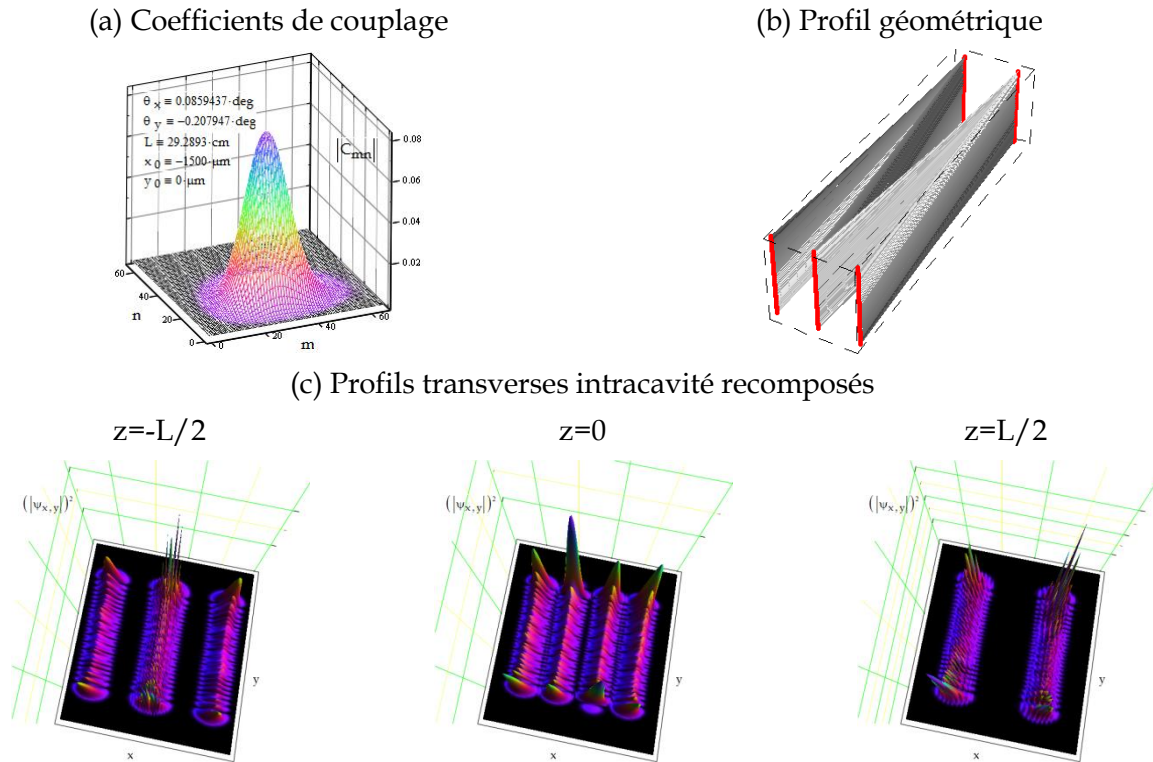 (a) Coefficients de couplage
(b) Profil géométrique
θ x ≡ 0.0859437·deg
θ y ≡ −0.207947·deg
L ≡ 29.2893·cm
x 0 ≡ −1500·μm
y 0 ≡ 0·μm
|C mn|
0.08
0.06
0.04
0.02
60
40
20
0
n
0
20
40
60
m
(c) Profils transverses intracavité recomposés
z=-L/2
z=0
z=L/2
(|ψ x,y|)²
(|ψ x,y|)²
(|ψ x,y|)²
y
y
y
x
x
x